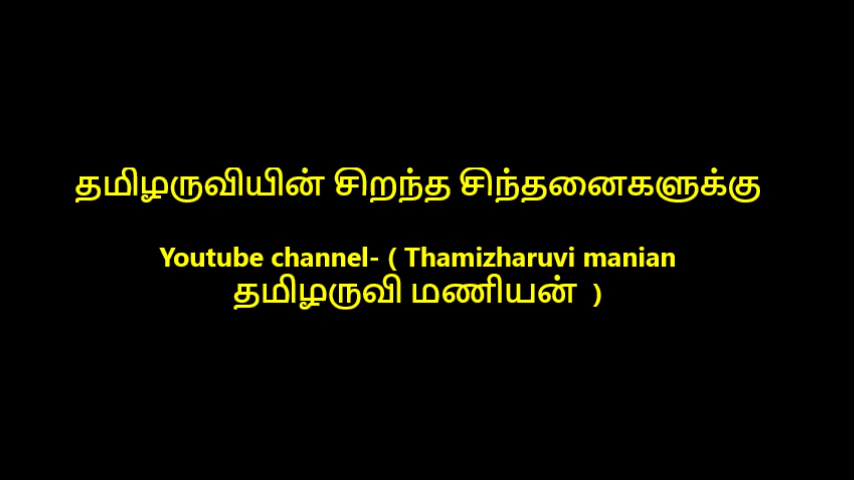 தமிழருவியின் சிறந்த சிந்தனைகளுக்கு
Youtube channel- ( Thamizharuvi manian
தமிழருவி மணியன் )